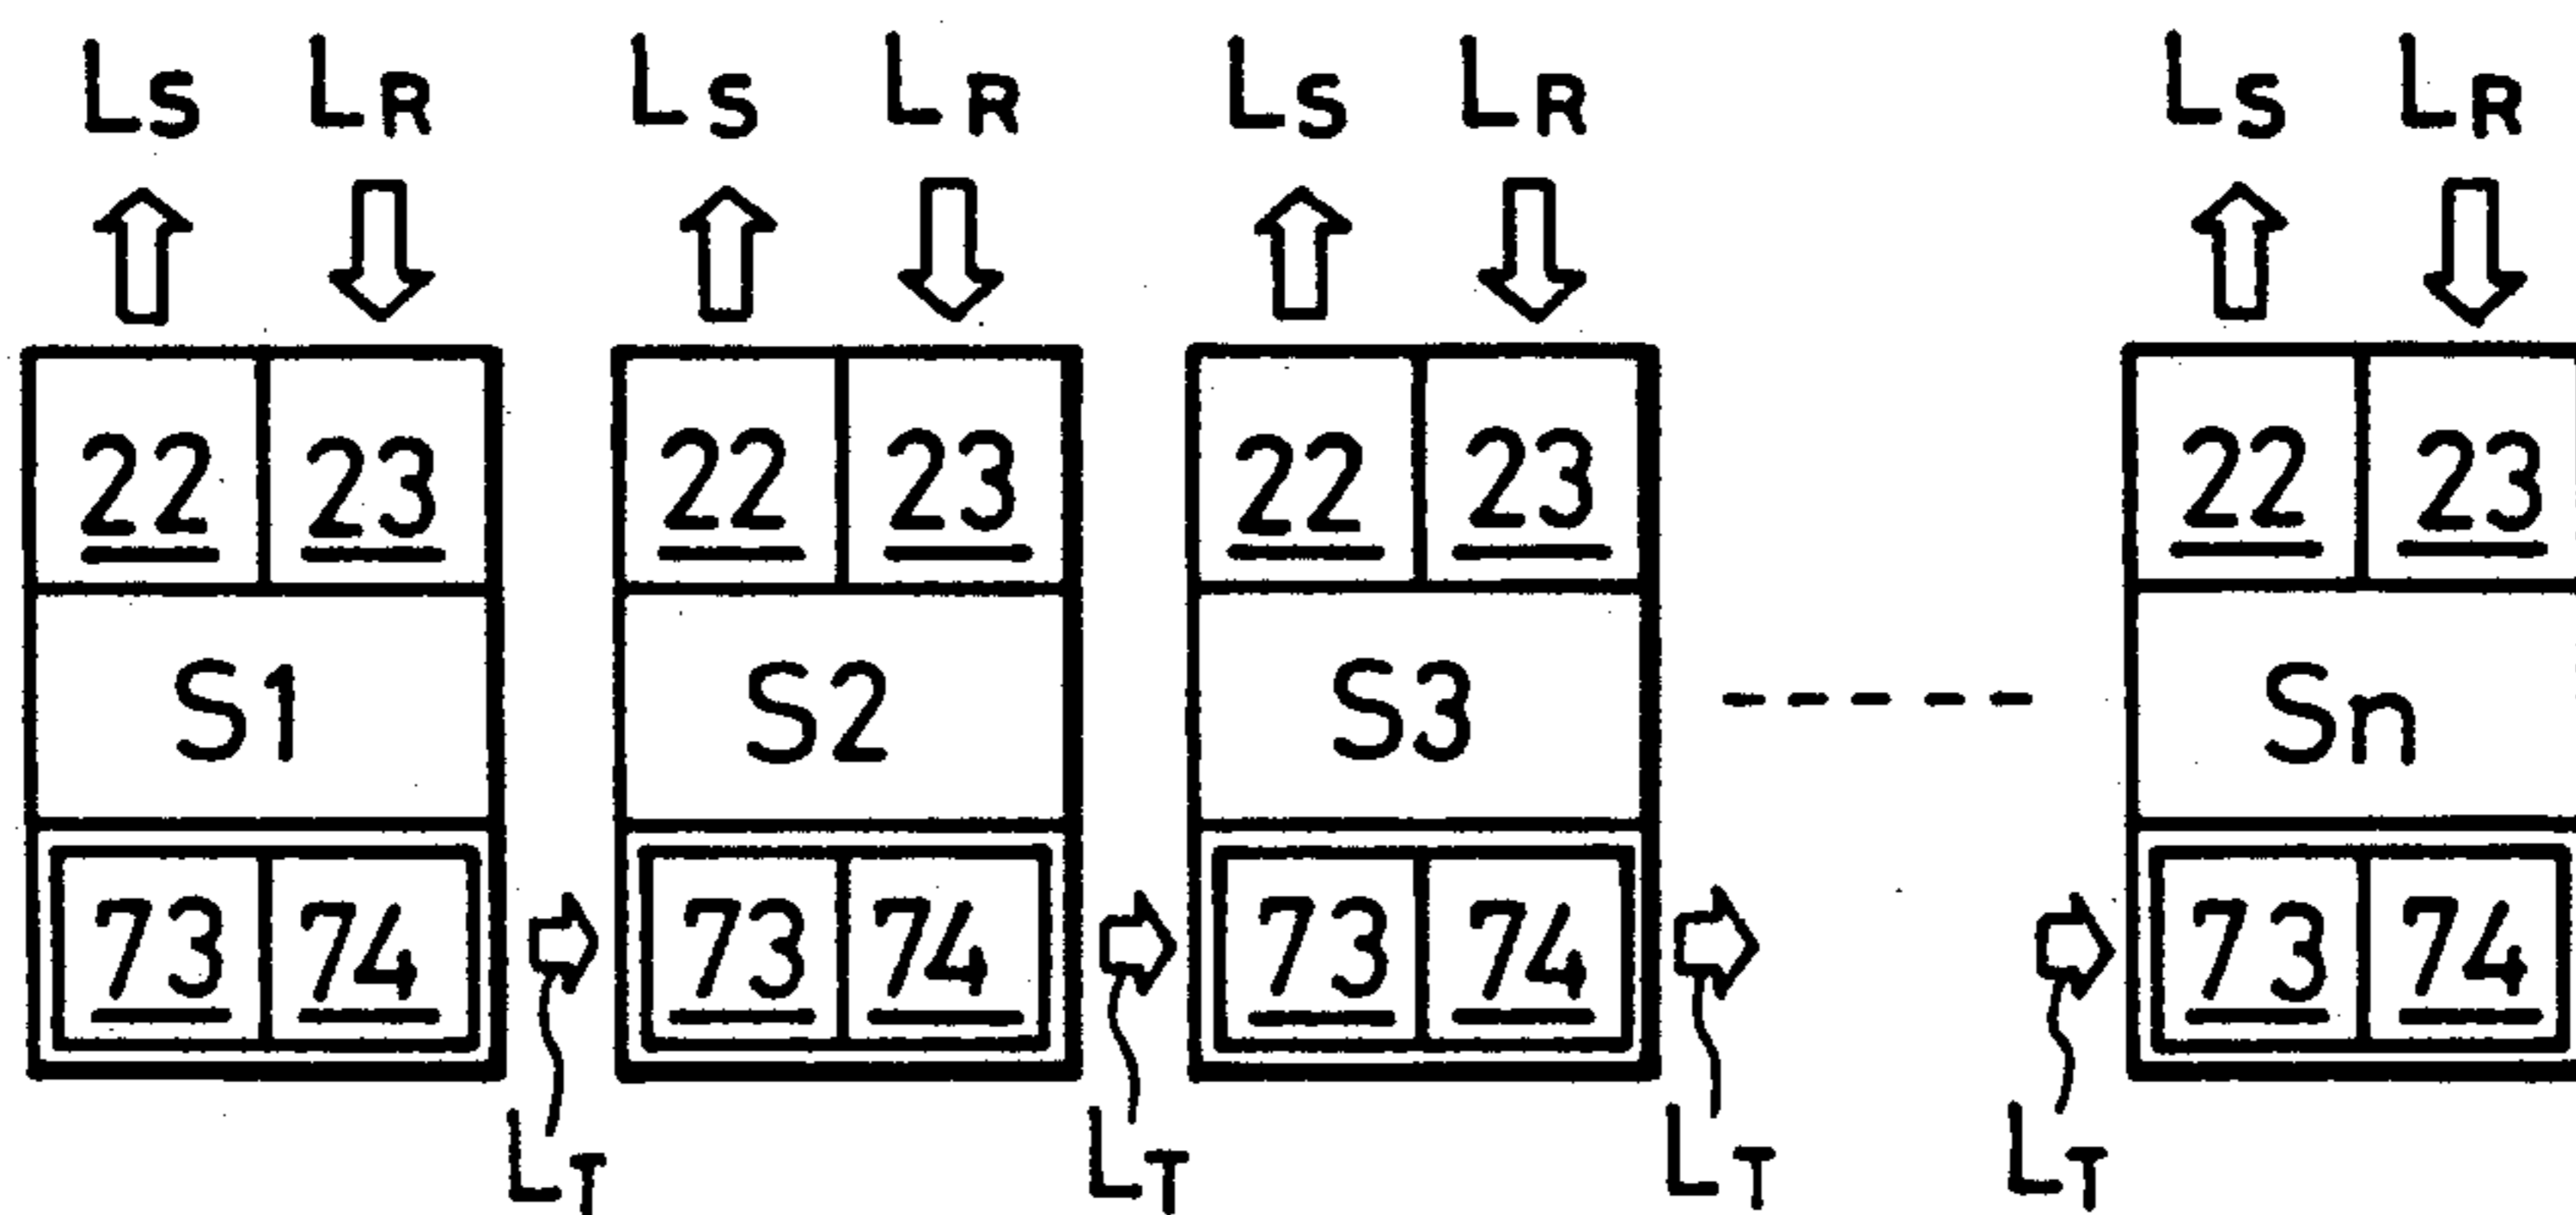 LS LR LS LR LS LR LS LR
22 23 22 23 22 23 22 23
S1 S2 S3 Sn
73 74 73 74 73 74 73 74
LT LT LT LT